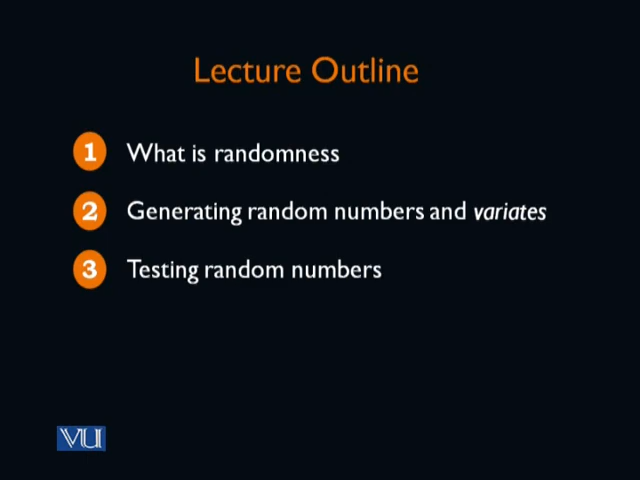 Lecture Outline
1 What is randomness
2 Generating random numbers and variates
3 Testing random numbers
VU